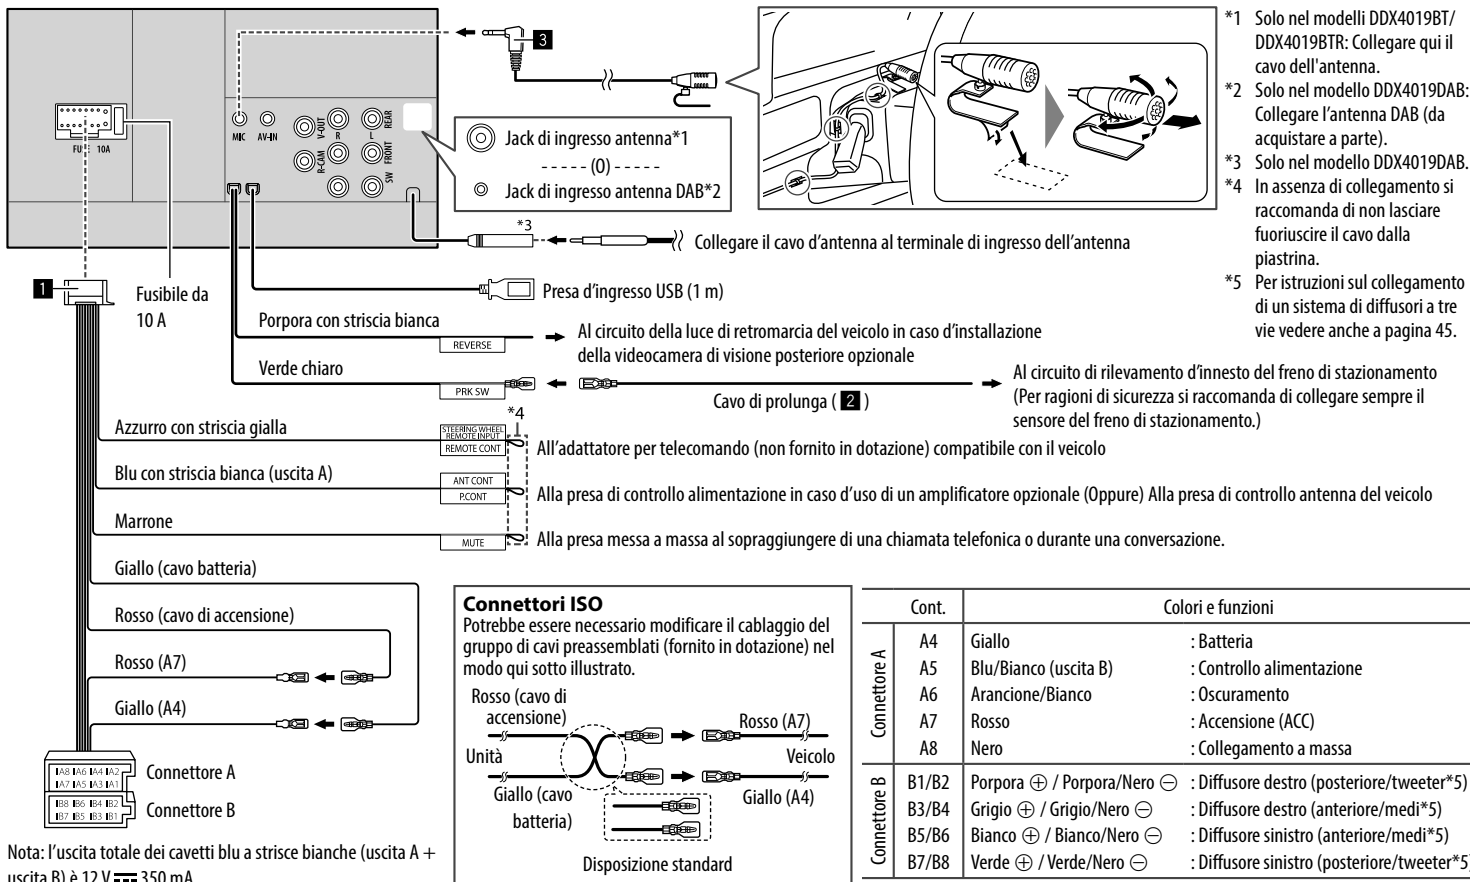 *1 Solo nel modelli DDX4019BT/
DDX4019BTR: Collegare qui il
cavo dell'antenna.
*2 Solo nel modello DDX4019DAB:
Collegare l'antenna DAB (da
acquistare a parte).
*3 Solo nel modello DDX4019DAB.
*4 In assenza di collegamento si
raccomanda di non lasciare
fuoriuscire il cavo dalla
piastrina.
*5 Per istruzioni sul collegamento
di un sistema di diffusori a tre
vie vedere anche a pagina 45.
3
MIC AV-IN V-OUT R L REAR
R-CAM FRONT
SW
FUSE 10A
Jack di ingresso antenna*1
(0)
Jack di ingresso antenna DAB*2
*3
Collegare il cavo d'antenna al terminale di ingresso dell'antenna
1
Fusibile da
10 A
Presa d'ingresso USB (1 m)
Porpora con striscia bianca
REVERSE
Al circuito della luce di retromarcia del veicolo in caso d'installazione
della videocamera di visione posteriore opzionale
Verde chiaro
PRK SW
Cavo di prolunga ( 2 )
Al circuito di rilevamento d'innesto del freno di stazionamento
(Per ragioni di sicurezza si raccomanda di collegare sempre il
sensore del freno di stazionamento.)
*4
Azzurro con striscia gialla
STEERING WHEEL
REMOTE INPUT
REMOTE CONT
All'adattatore per telecomando (non fornito in dotazione) compatibile con il veicolo
Blu con striscia bianca (uscita A)
ANT CONT
P.CONT
Alla presa di controllo alimentazione in caso d'uso di un amplificatore opzionale (Oppure) Alla presa di controllo antenna del veicolo
Marrone
MUTE
Alla presa messa a massa al sopraggiungere di una chiamata telefonica o durante una conversazione.
Giallo (cavo batteria)
Rosso (cavo di accensione)
Rosso (A7)
Giallo (A4)
A8 A6 A4 A2
A7 A5 A3 A1
Connettore A
B8 B6 B4 B2
B7 B5 B3 B1
Connettore B
Nota: l'uscita totale dei cavetti blu a strisce bianche (uscita A +
uscita B) è 12 V ⎓ 350 mA.
Connettori ISO
Potrebbe essere necessario modificare il cablaggio del
gruppo di cavi preassemblati (fornito in dotazione) nel
modo qui sotto illustrato.
Rosso (cavo di
accensione)
Rosso (A7)
Unità
Veicolo
Giallo (cavo
batteria)
Giallo (A4)
Disposizione standard
Cont. Colori e funzioni
Connettore A
A4 Giallo : Batteria
A5 Blu/Bianco (uscita B) : Controllo alimentazione
A6 Arancione/Bianco : Oscuramento
A7 Rosso : Accensione (ACC)
A8 Nero : Collegamento a massa
Connettore B
B1/B2 Porpora ⊕ / Porpora/Nero ⊖ : Diffusore destro (posteriore/tweeter*5)
B3/B4 Grigio ⊕ / Grigio/Nero ⊖ : Diffusore destro (anteriore/medi*5)
B5/B6 Bianco ⊕ / Bianco/Nero ⊖ : Diffusore sinistro (anteriore/medi*5)
B7/B8 Verde ⊕ / Verde/Nero ⊖ : Diffusore sinistro (posteriore/tweeter*5)